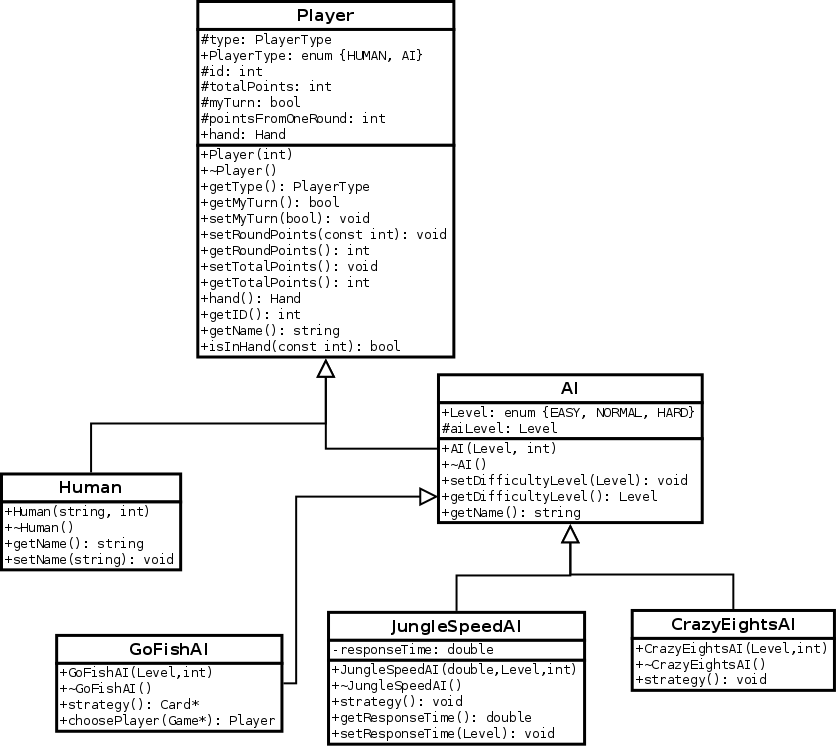 Player
#type: PlayerType
+PlayerType: enum {HUMAN, AI}
#id: int
#totalPoints: int
#myTurn: bool
#pointsFromOneRound: int
+hand: Hand
+Player(int)
+~Player()
+getType(): PlayerType
+getMyTurn(): bool
+setMyTurn(bool): void
+setRoundPoints(const int): void
+getRoundPoints(): int
+setTotalPoints(): void
+getTotalPoints(): int
+hand(): Hand
+getID(): int
+getName(): string
+isInHand(const int): bool
AI
+Level: enum {EASY, NORMAL, HARD}
#aiLevel: Level
+AI(Level, int)
+~AI()
+setDifficultyLevel(Level): void
+getDifficultyLevel(): Level
+getName(): string
Human
+Human(string, int)
+~Human()
+getName(): string
+setName(string): void
GoFishAI
+GoFishAI(Level,int)
+~GoFishAI()
+strategy(): Card*
+choosePlayer(Game*): Player
JungleSpeedAI
-responseTime: double
+JungleSpeedAI(double,Level,int)
+~JungleSpeedAI()
+strategy(): void
+getResponseTime(): double
+setResponseTime(Level): void
CrazyEightsAI
+CrazyEightsAI(Level,int)
+~CrazyEightsAI()
+strategy(): void